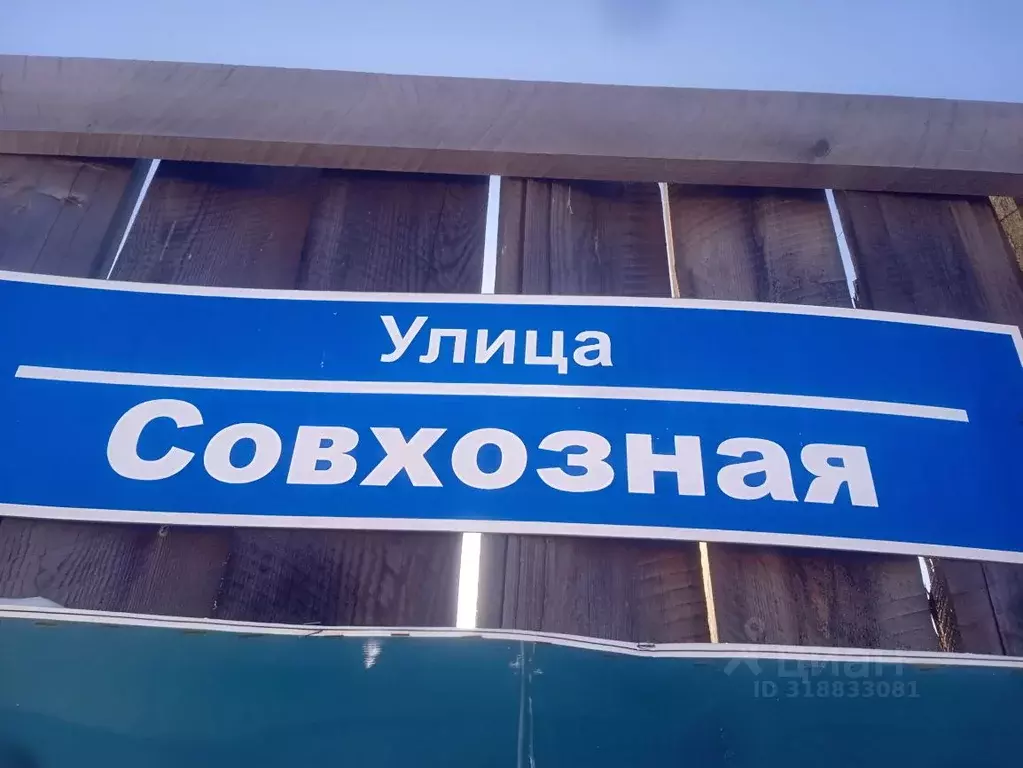 Улица
Совхозная
Циан
ID 318833081